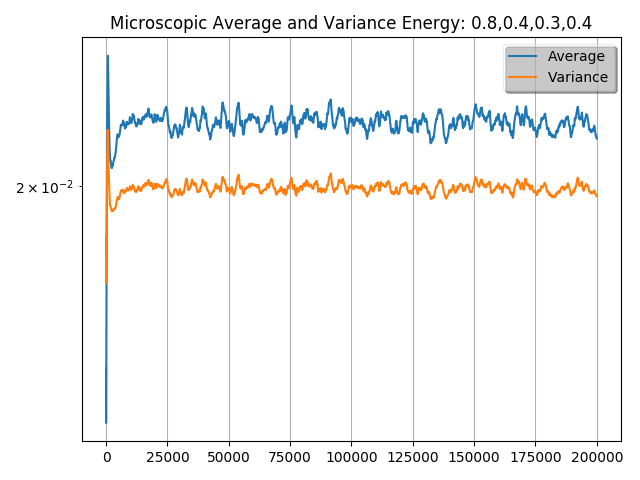 Microscopic Average and Variance Energy: 0.8,0.4,0.3,0.4
Average
Variance
2 × 10⁻²
0 25000 50000 75000 100000 125000 150000 175000 200000